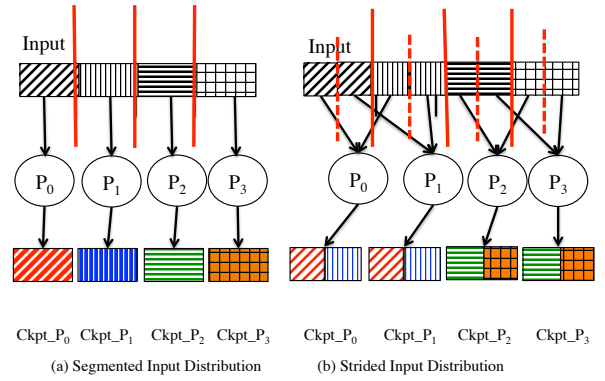 Input
P0 P1 P2 P3
Ckpt_P0 Ckpt_P1 Ckpt_P2 Ckpt_P3
(a) Segmented Input Distribution
Input
P0 P1 P2 P3
Ckpt_P0 Ckpt_P1 Ckpt_P2 Ckpt_P3
(b) Strided Input Distribution